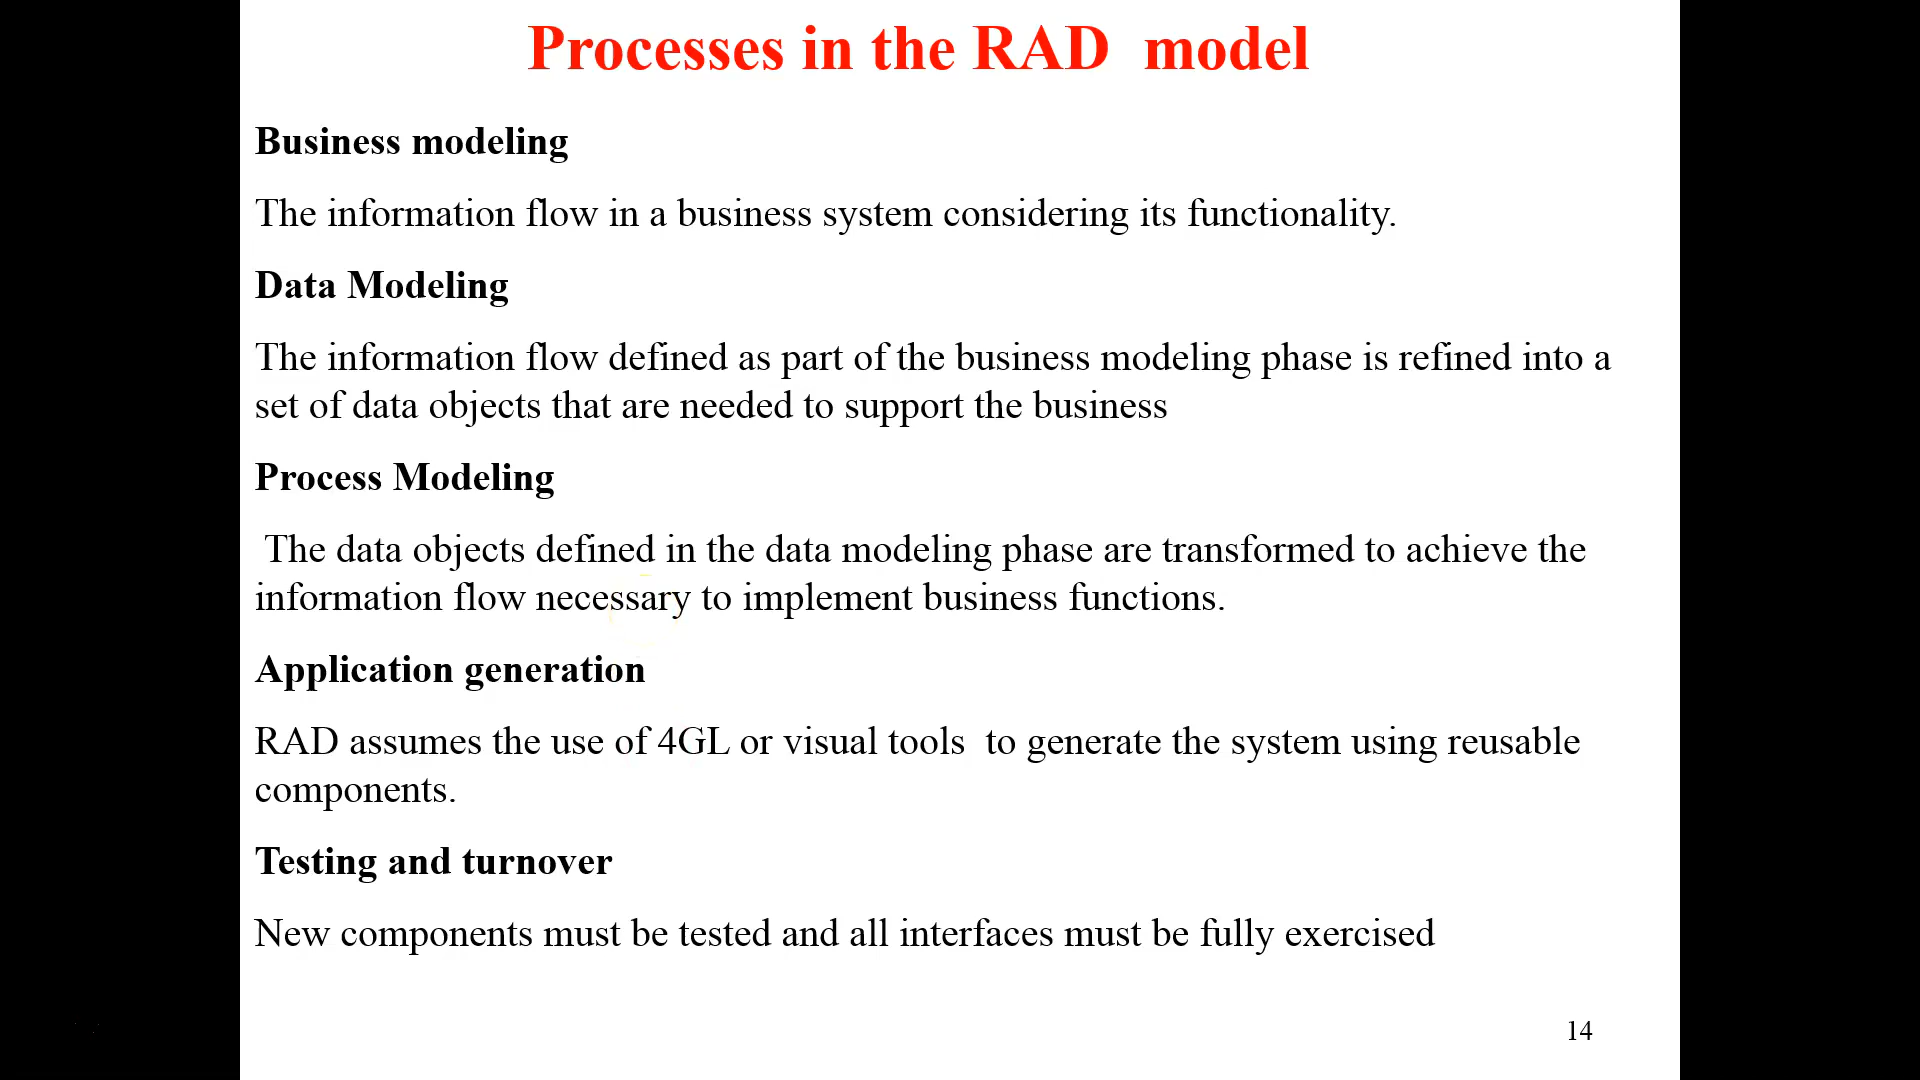 Processes in the RAD  model
Business modeling
The information flow in a business system considering its functionality.
Data Modeling
The information flow defined as part of the business modeling phase is refined into a
set of data objects that are needed to support the business
Process Modeling
The data objects defined in the data modeling phase are transformed to achieve the
information flow necessary to implement business functions.
Application generation
RAD assumes the use of 4GL or visual tools  to generate the system using reusable
components.
Testing and turnover
New components must be tested and all interfaces must be fully exercised
14